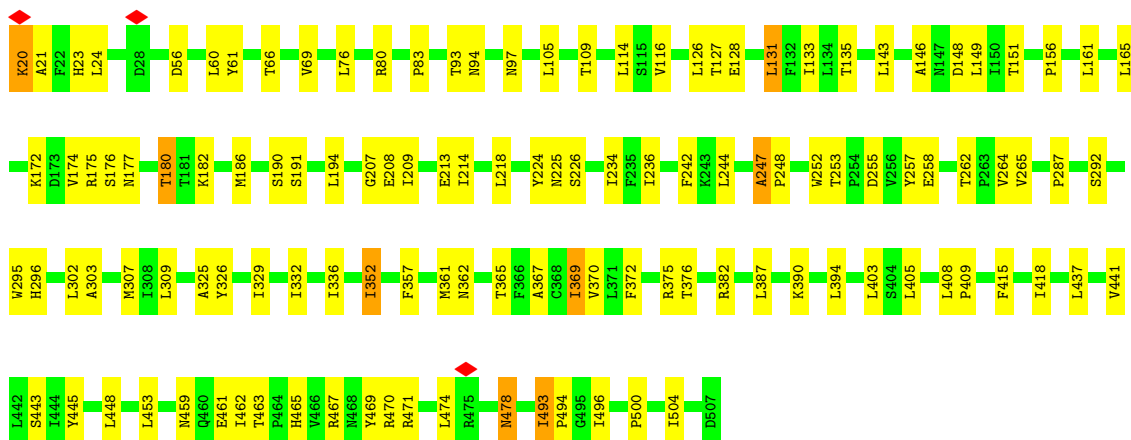 K20 A21 F22 H23 L24 D28 D56 L60 Y61 T66 V69 L76 R80 P83 T93 N94 N97 L105 T109 L114 S115 V116 L126 T127 E128 L131 F132 I133 L134 T135 L143 A146 N147 D148 L149 I150 T151 P156 L161 L165
K172 D173 V174 R175 S176 N177 T180 T181 K182 M186 S190 S191 L194 G207 E208 I209 E213 I214 L218 Y224 N225 S226 I234 F235 I236 F242 K243 L244 A247 P248 W252 T253 P254 D255 V256 Y257 E258 T262 P263 V264 V265 P287 S292
W295 H296 L302 A303 M307 I308 L309 A325 Y326 I329 I332 I336 I352 F357 M361 N362 T365 F366 A367 C368 I369 V370 L371 F372 R375 T376 R382 L387 K390 L394 L403 S404 L405 L408 P409 F415 I418 L437 V441
L442 S443 I444 Y445 L448 L453 N459 Q460 E461 I462 T463 P464 H465 V466 R467 N468 Y469 R470 R471 L474 R475 N478 I493 P494 G495 I496 P500 I504 D507